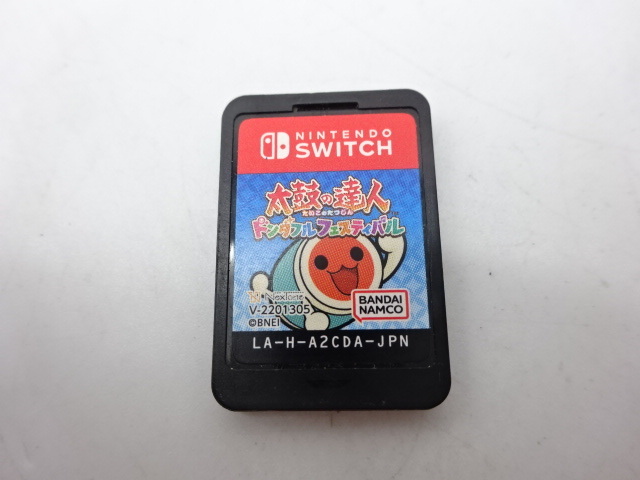 NINTENDO
SWITCH
太鼓の達人
たいこのたつじん
ドンダフルフェスティバル
NexTone
V-2201305
©BNEI
BANDAI
NAMCO
LA-H-A2CDA-JPN